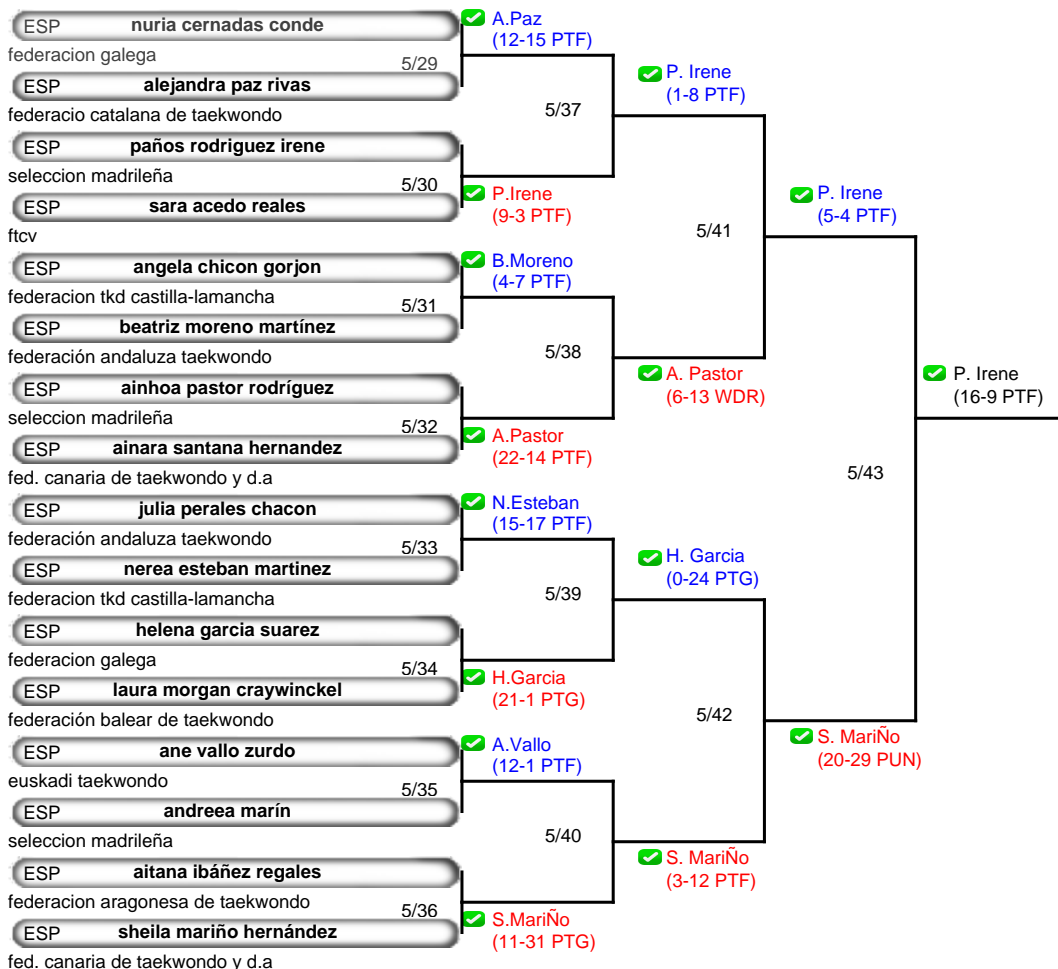 ESP nuria cernadas conde
federacion galega
5/29
ESP alejandra paz rivas
federacio catalana de taekwondo
ESP paños rodriguez irene
seleccion madrileña
5/30
ESP sara acedo reales
ftcv
ESP angela chicon gorjon
federacion tkd castilla-lamancha
5/31
ESP beatriz moreno martínez
federación andaluza taekwondo
ESP ainhoa pastor rodríguez
seleccion madrileña
5/32
ESP ainara santana hernandez
fed. canaria de taekwondo y d.a
ESP julia perales chacon
federación andaluza taekwondo
5/33
ESP nerea esteban martinez
federacion tkd castilla-lamancha
ESP helena garcia suarez
federacion galega
5/34
ESP laura morgan craywinckel
federación balear de taekwondo
ESP ane vallo zurdo
euskadi taekwondo
5/35
ESP andreea marín
seleccion madrileña
ESP aitana ibáñez regales
federacion aragonesa de taekwondo
5/36
ESP sheila mariño hernández
fed. canaria de taekwondo y d.a
A.Paz
(12-15 PTF)
5/37
P.Irene
(9-3 PTF)
B.Moreno
(4-7 PTF)
5/38
A.Pastor
(22-14 PTF)
N.Esteban
(15-17 PTF)
5/39
H.Garcia
(21-1 PTG)
A.Vallo
(12-1 PTF)
5/40
S.MariÑo
(11-31 PTG)
P. Irene
(1-8 PTF)
5/41
A. Pastor
(6-13 WDR)
H. Garcia
(0-24 PTG)
5/42
S. MariÑo
(3-12 PTF)
P. Irene
(5-4 PTF)
5/43
S. MariÑo
(20-29 PUN)
P. Irene
(16-9 PTF)